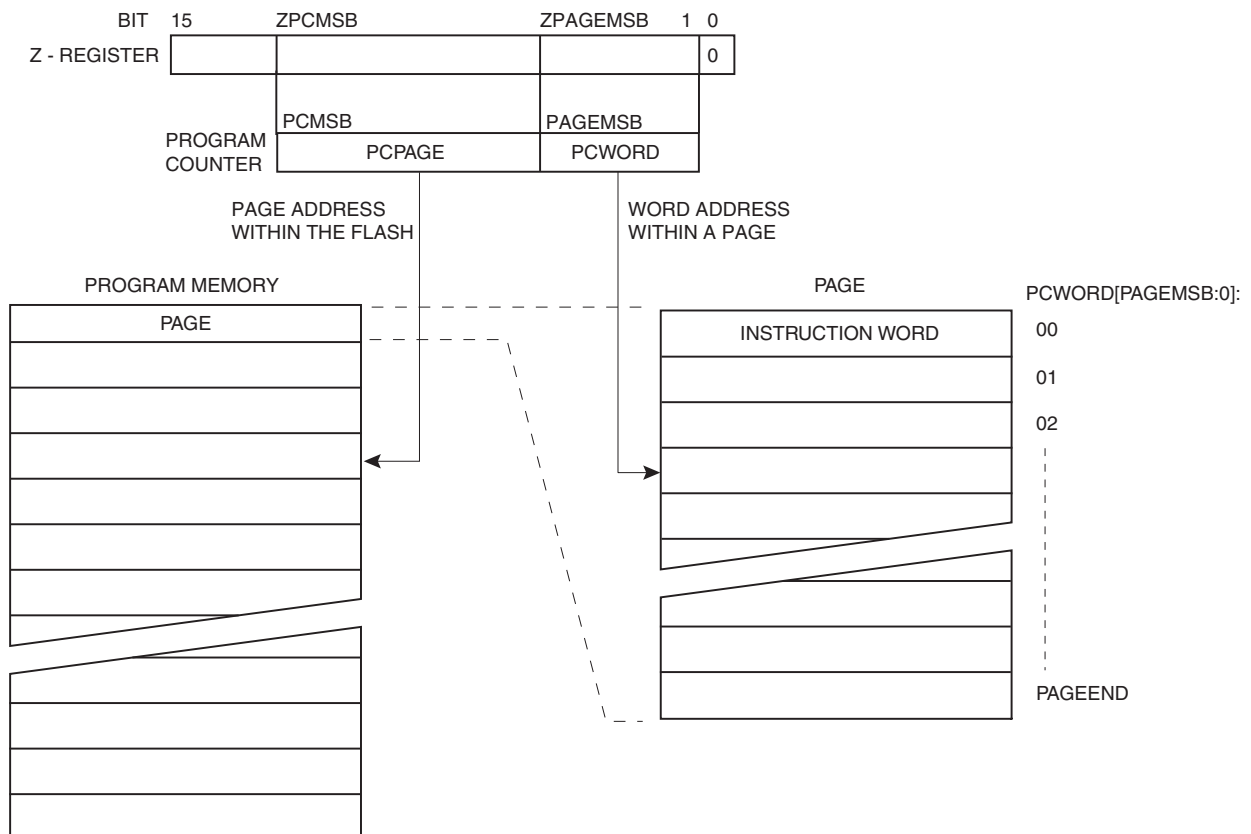 BIT 15 ZPCMSB ZPAGEMSB 1 0
Z - REGISTER 0
PCMSB PAGEMSB
PROGRAM
COUNTER
PCPAGE PCWORD
PAGE ADDRESS
WITHIN THE FLASH
WORD ADDRESS
WITHIN A PAGE
PROGRAM MEMORY
PAGE
PAGE
PCWORD[PAGEMSB:0]:
INSTRUCTION WORD
00
01
02
PAGEEND